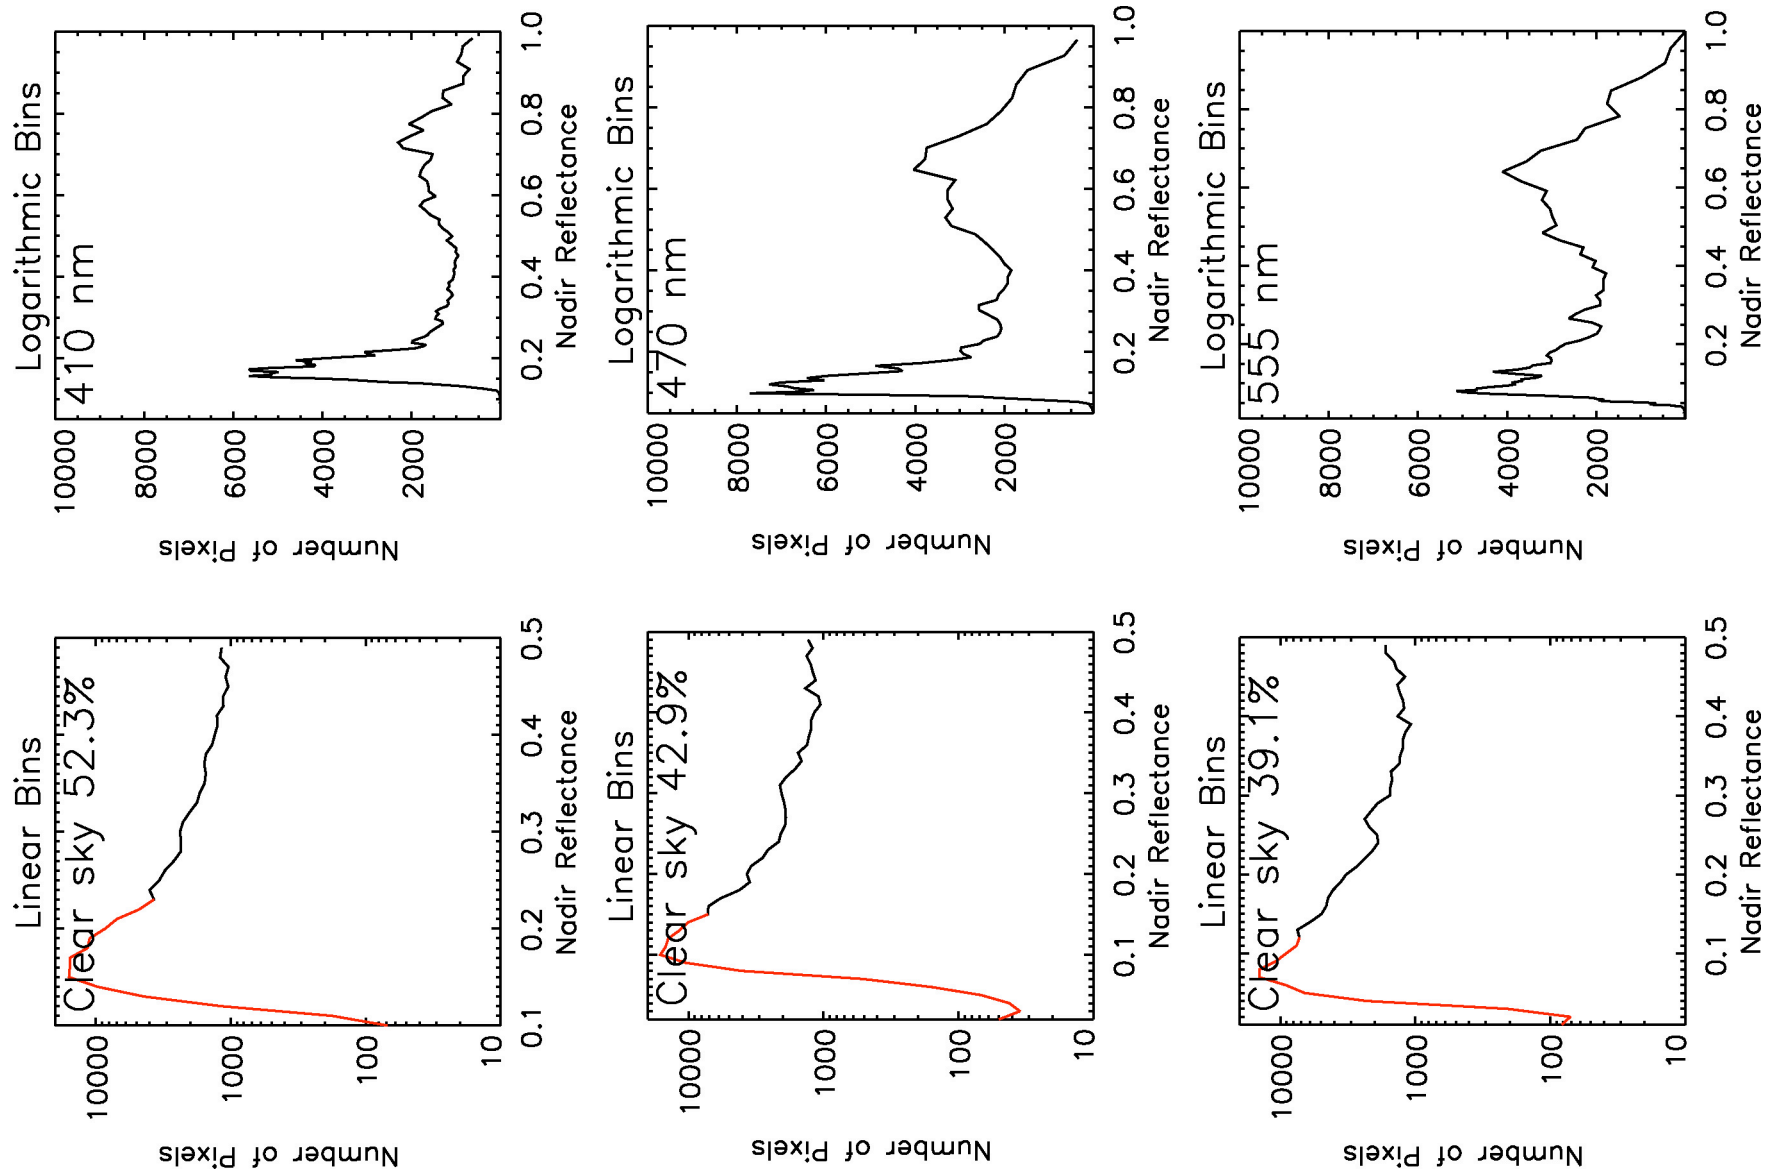 Linear Bins
Clear sky 52.3%
Number of Pixels
10000
1000
100
10
0.1 0.2 0.3 0.4 0.5
Nadir Reflectance
Logarithmic Bins
410 nm
Number of Pixels
10000
8000
6000
4000
2000
0.2 0.4 0.6 0.8 1.0
Nadir Reflectance
Linear Bins
Clear sky 42.9%
Number of Pixels
10000
1000
100
10
0.1 0.2 0.3 0.4 0.5
Nadir Reflectance
Logarithmic Bins
470 nm
Number of Pixels
10000
8000
6000
4000
2000
0.2 0.4 0.6 0.8 1.0
Nadir Reflectance
Linear Bins
Clear sky 39.1%
Number of Pixels
10000
1000
100
10
0.1 0.2 0.3 0.4 0.5
Nadir Reflectance
Logarithmic Bins
555 nm
Number of Pixels
10000
8000
6000
4000
2000
0.2 0.4 0.6 0.8 1.0
Nadir Reflectance